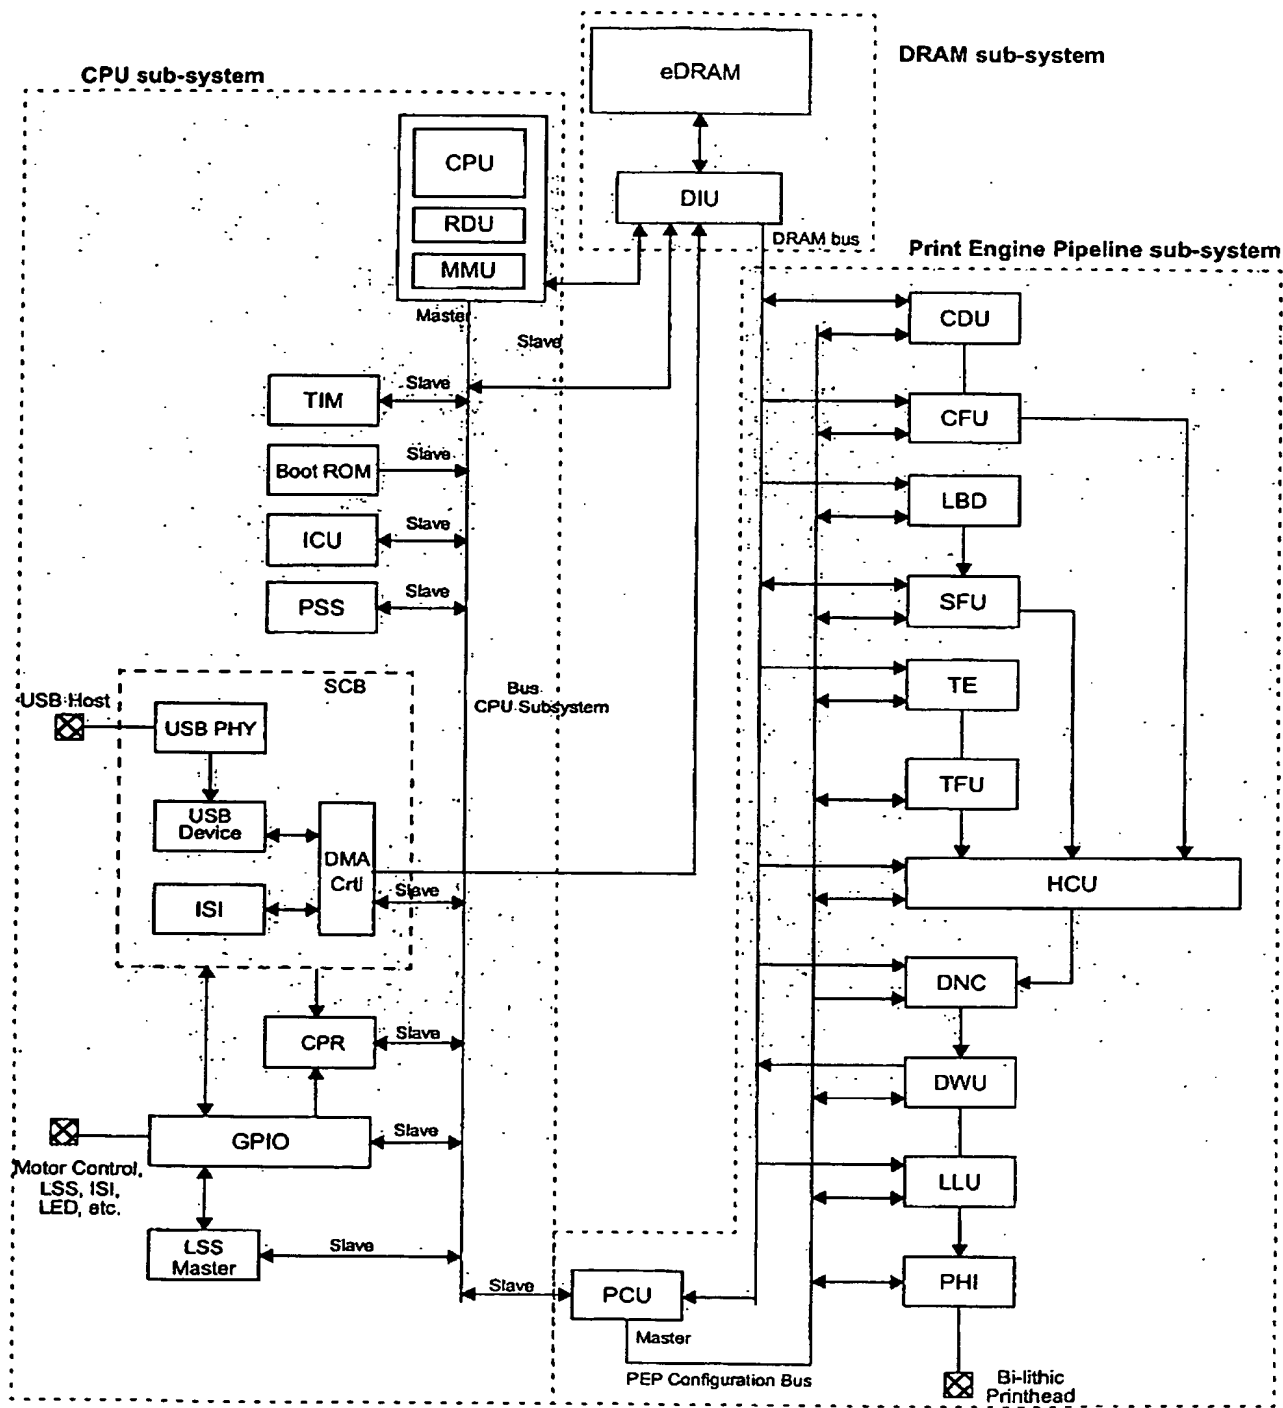 CPU sub-system
DRAM sub-system
eDRAM
CPU
DIU
RDU
MMU
DRAM bus
Print Engine Pipeline sub-system
Master
Slave
CDU
TIM
Slave
CFU
Boot ROM
Slave
LBD
ICU
Slave
PSS
Slave
SFU
SCB
TE
USB Host
USB PHY
Bus
CPU Subsystem
TFU
USB
Device
DMA
Crtl
Slave
HCU
ISI
DNC
CPR
Slave
DWU
GPIO
Slave
Motor Control,
LSS, ISI,
LED, etc.
LLU
LSS
Master
Slave
Slave
PCU
PHI
Master
PEP Configuration Bus
Bi-lithic
Printhead